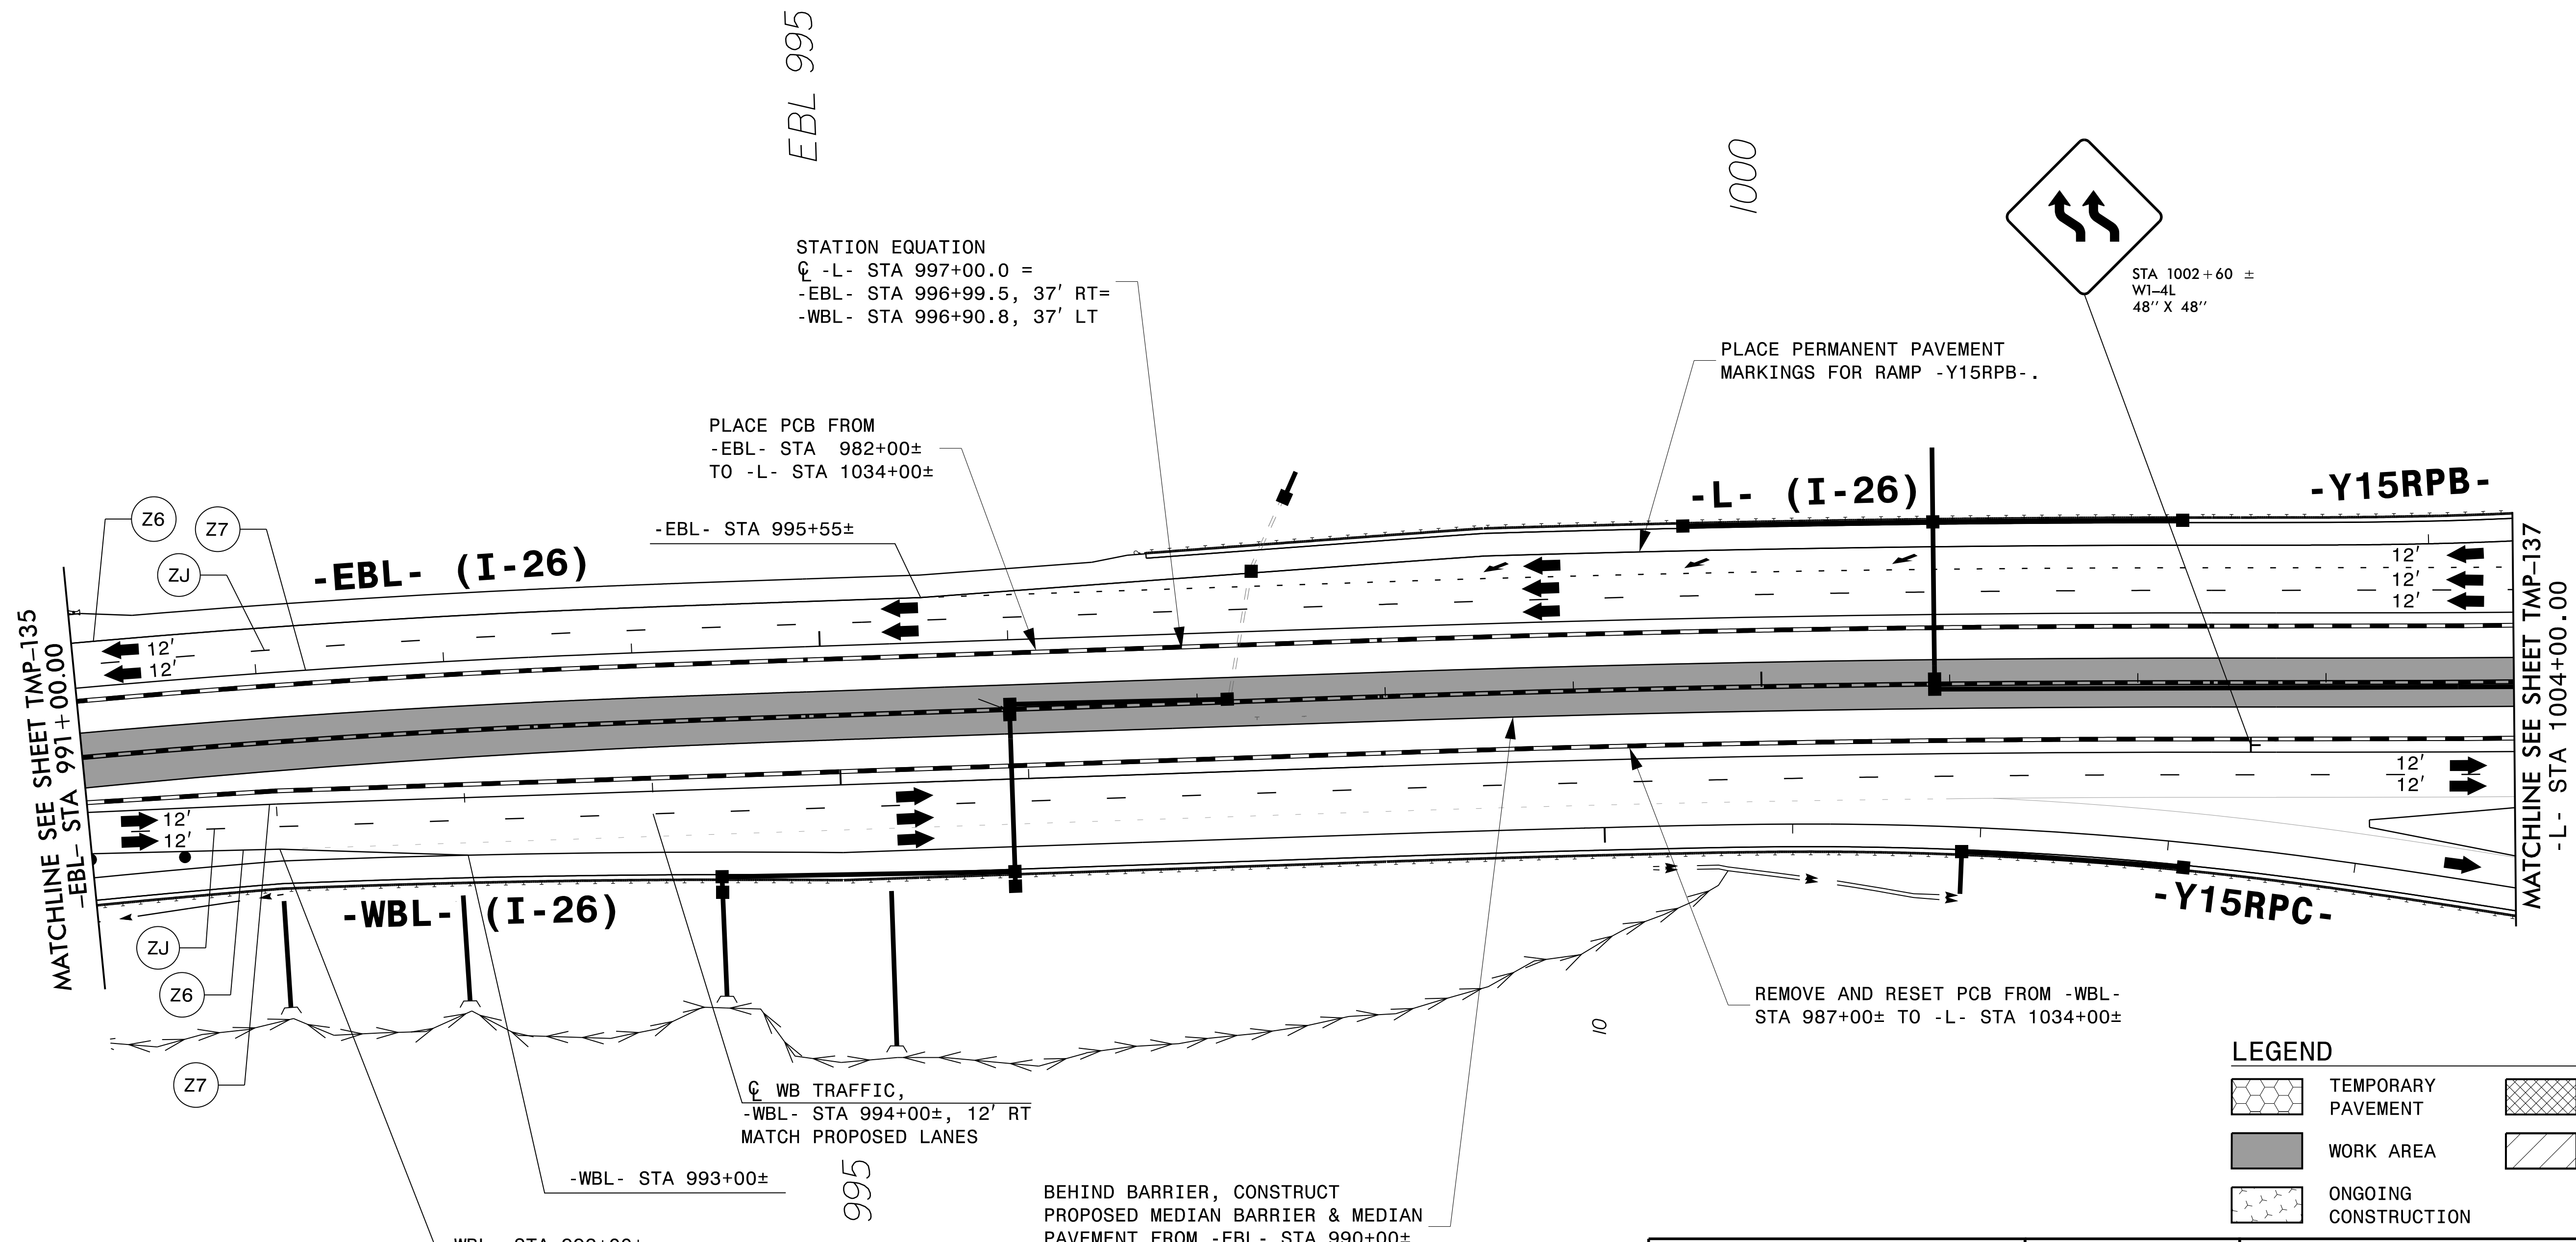 EBL 995
1000
STATION EQUATION
℄ -L- STA 997+00.0 =
-EBL- STA 996+99.5, 37' RT=
-WBL- STA 996+90.8, 37' LT
STA 1002+60 ±
W1-4L
48" X 48"
PLACE PERMANENT PAVEMENT
MARKINGS FOR RAMP -Y15RPB-.
PLACE PCB FROM
-EBL- STA 982+00±
TO -L- STA 1034+00±
-EBL- STA 995+55±
-L- (I-26)
-Y15RPB-
Z6
Z7
ZJ
-EBL- (I-26)
12'
12'
12'
12'
12'
MATCHLINE SEE SHEET TMP-135
-EBL- STA 991+00.00
MATCHLINE SEE SHEET TMP-137
-L- STA 1004+00.00
12'
12'
12'
12'
-WBL- (I-26)
-Y15RPC-
ZJ
Z6
Z7
REMOVE AND RESET PCB FROM -WBL-
STA 987+00± TO -L- STA 1034+00±
10
℄ WB TRAFFIC,
-WBL- STA 994+00±, 12' RT
MATCH PROPOSED LANES
-WBL- STA 993+00±
995
BEHIND BARRIER, CONSTRUCT
PROPOSED MEDIAN BARRIER & MEDIAN
PAVEMENT FROM -EBL- STA 990+00±
LEGEND
TEMPORARY
PAVEMENT
WORK AREA
ONGOING
CONSTRUCTION